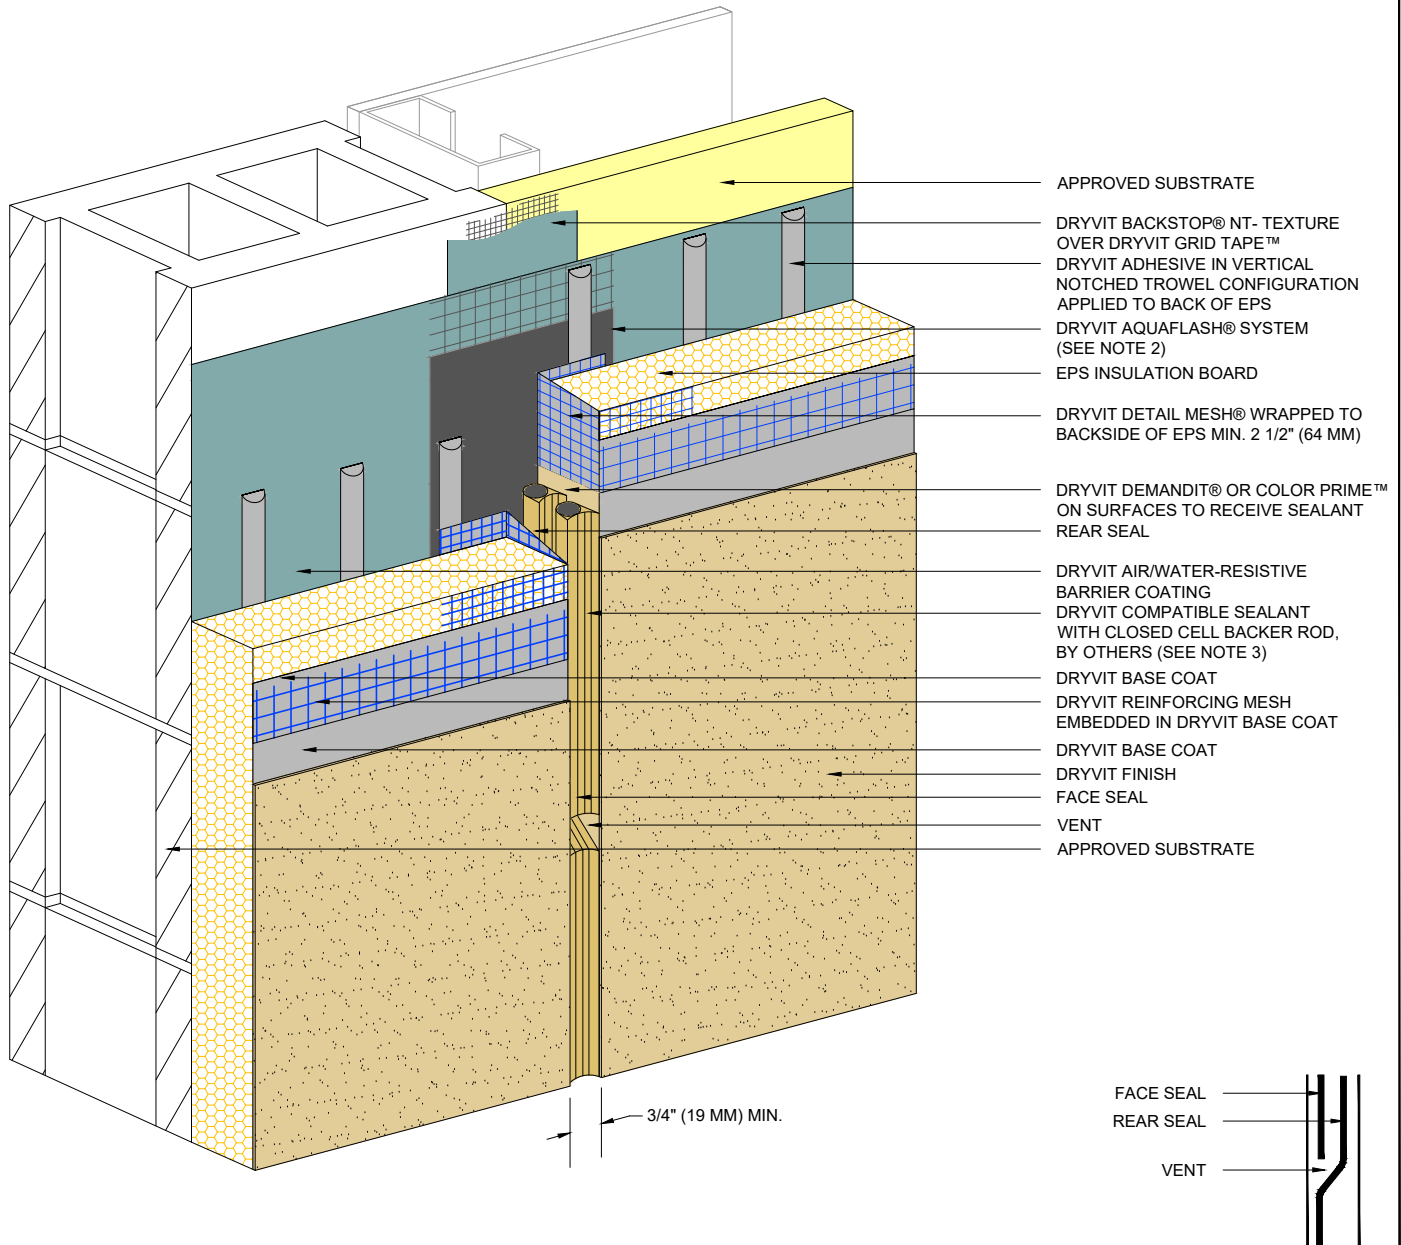 APPROVED SUBSTRATE
DRYVIT BACKSTOP® NT- TEXTURE
OVER DRYVIT GRID TAPE™
DRYVIT ADHESIVE IN VERTICAL
NOTCHED TROWEL CONFIGURATION
APPLIED TO BACK OF EPS
DRYVIT AQUAFLASH® SYSTEM
(SEE NOTE 2)
EPS INSULATION BOARD
DRYVIT DETAIL MESH® WRAPPED TO
BACKSIDE OF EPS MIN. 2 1/2" (64 MM)
DRYVIT DEMANDIT® OR COLOR PRIME™
ON SURFACES TO RECEIVE SEALANT
REAR SEAL
DRYVIT AIR/WATER-RESISTIVE
BARRIER COATING
DRYVIT COMPATIBLE SEALANT
WITH CLOSED CELL BACKER ROD,
BY OTHERS (SEE NOTE 3)
DRYVIT BASE COAT
DRYVIT REINFORCING MESH
EMBEDDED IN DRYVIT BASE COAT
DRYVIT BASE COAT
DRYVIT FINISH
FACE SEAL
VENT
APPROVED SUBSTRATE
3/4" (19 MM) MIN.
FACE SEAL
REAR SEAL
VENT